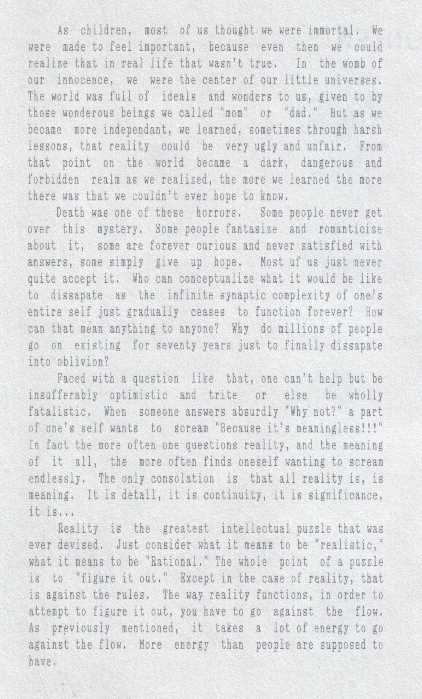 As children, most of us thought we were immortal. We
were made to feel important, because even then we could
realize that in real life that wasn't true. In the womb of
our innocence, we were the center of our little universes.
The world was full of ideals and wonders to us, given to by
those wonderous beings we called "mom" or "dad." But as we
became more independant, we learned, sometimes through harsh
lessons, that reality could be very ugly and unfair. From
that point on the world became a dark, dangerous and
forbidden realm as we realized, the more we learned the more
there was that we couldn't ever hope to know.
Death was one of these horrors. Some people never get
over this mystery. Some people fantasize and romanticize
about it, some are forever curious and never satisfied with
answers, some simply give up hope. Most of us just never
quite accept it. Who can conceptualize what it would be like
to dissapate as the infinite synaptic complexity of one's
entire self just gradually ceases to function forever? How
can that mean anything to anyone? Why do millions of people
go on existing for seventy years just to finally dissapate
into oblivion?
Faced with a question like that, one can't help but be
insufferably optimistic and trite or else be wholly
fatalistic. When someone answers absurdly "Why not?" a part
of one's self wants to scream "Because it's meaningless!!!"
In fact the more often one questions reality, and the meaning
of it all, the more often finds oneself wanting to scream
endlessly. The only consolation is that all reality is, is
meaning. It is detail, it is continuity, it is significance,
it is...
Reality is the greatest intellectual puzzle that was
ever devised. Just consider what it means to be "realistic,"
what it means to be "Rational." The whole point of a puzzle
is to "figure it out." Except in the case of reality, that
is against the rules. The way reality functions, in order to
attempt to figure it out, you have to go against the flow.
As previously mentioned, it takes a lot of energy to go
against the flow. More energy than people are supposed to
have.